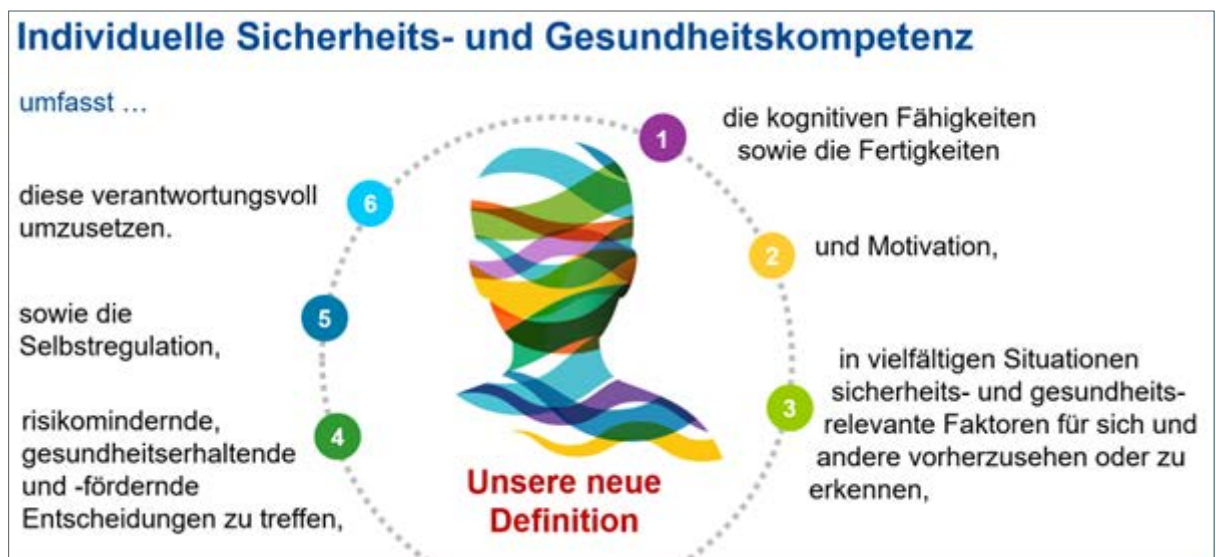 Individuelle Sicherheits- und Gesundheitskompetenz
umfasst …
1
die kognitiven Fähigkeiten
sowie die Fertigkeiten
2
und Motivation,
3
in vielfältigen Situationen
sicherheits- und gesundheits-
relevante Faktoren für sich und
andere vorherzusehen oder zu
erkennen,
4
risikomindernde,
gesundheitserhaltende
und -fördernde
Entscheidungen zu treffen,
5
sowie die
Selbstregulation,
6
diese verantwortungsvoll
umzusetzen.
Unsere neue
Definition